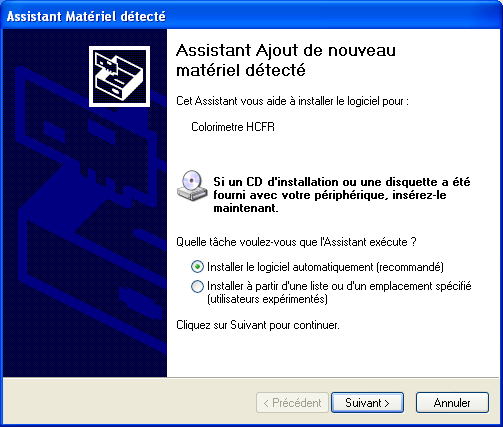 Assistant Matériel détecté
Assistant Ajout de nouveau
matériel détecté
Cet Assistant vous aide à installer le logiciel pour :
Colorimetre HCFR
Si un CD d'installation ou une disquette a été
fourni avec votre périphérique, insérez-le
maintenant.
Quelle tâche voulez-vous que l'Assistant exécute ?
Installer le logiciel automatiquement (recommandé)
Installer à partir d'une liste ou d'un emplacement spécifié
(utilisateurs expérimentés)
Cliquez sur Suivant pour continuer.
< Précédent
Suivant >
Annuler